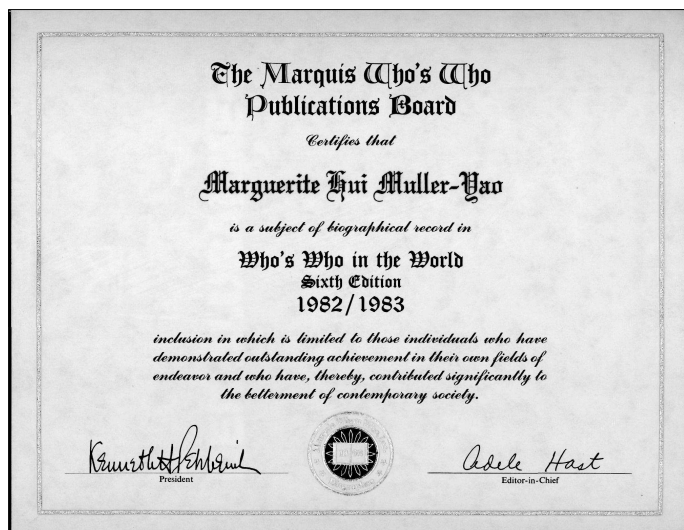 The Marquis Who's Who
Publications Board
Certifies that
Marguerite Hui Muller-Yao
is a subject of biographical record in
Who's Who in the World
Sixth Edition
1982/1983
inclusion in which is limited to those individuals who have
demonstrated outstanding achievement in their own fields of
endeavor and who have, thereby, contributed significantly to
the betterment of contemporary society.
President
Adele Hast
Editor-in-Chief